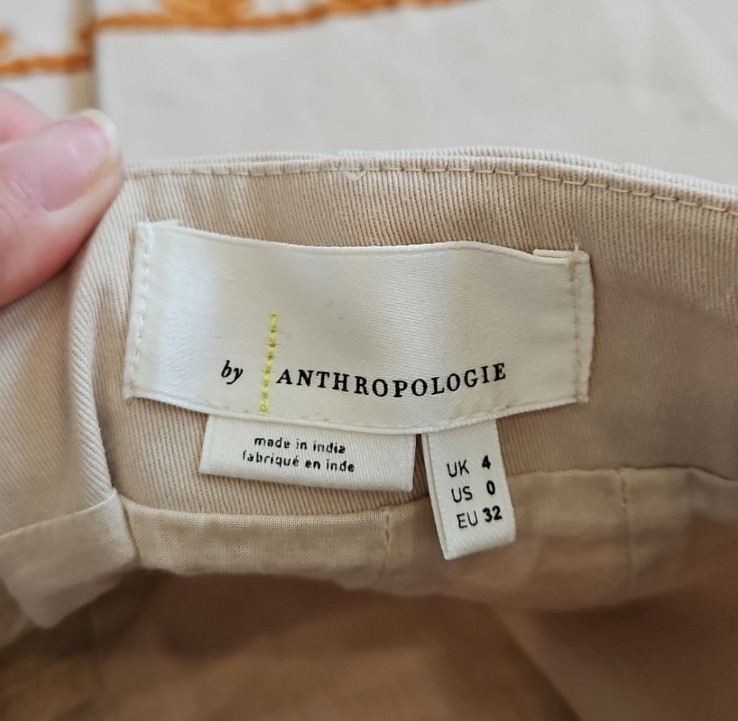 by ANTHROPOLOGIE
made in india
fabriqué en inde
UK 4
US 0
EU 32